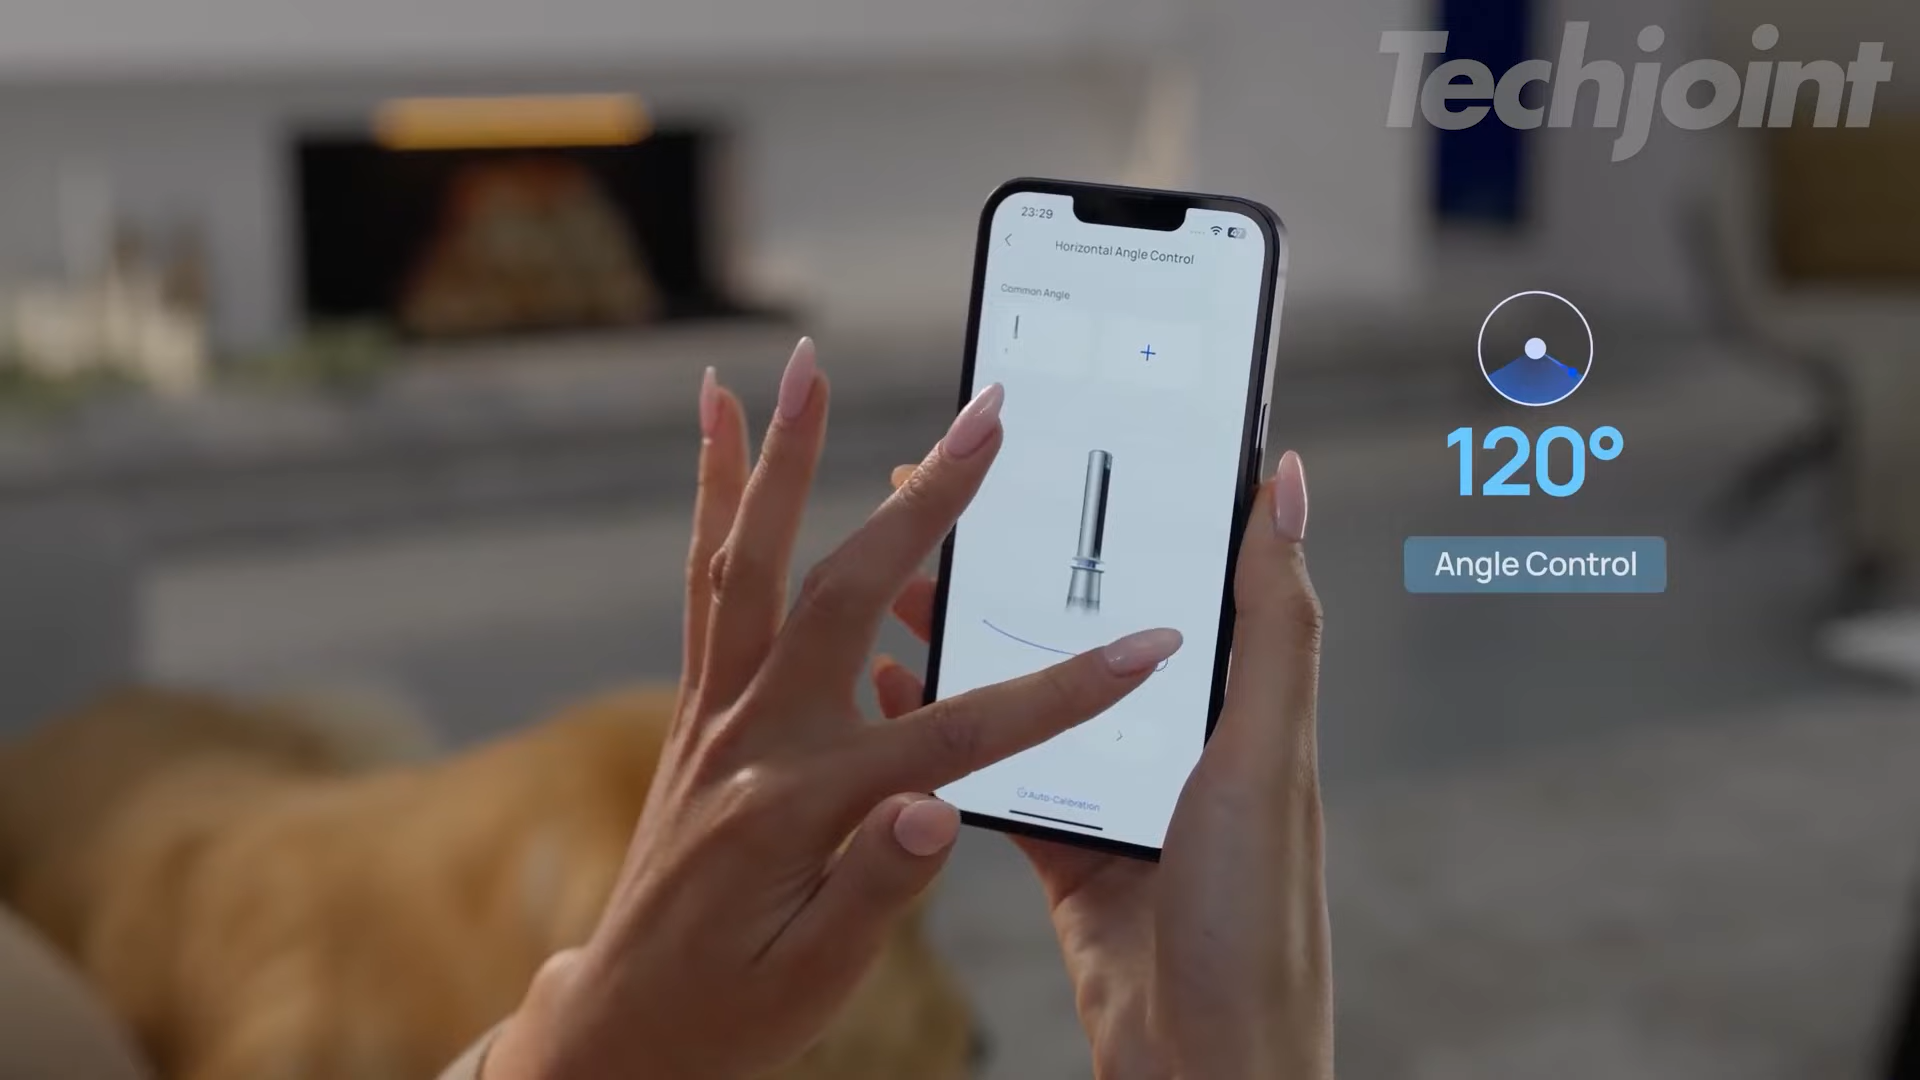 Techjoint
23:29
Horizontal Angle Control
Common Angle
+
120°
Angle Control
Auto-Calibration